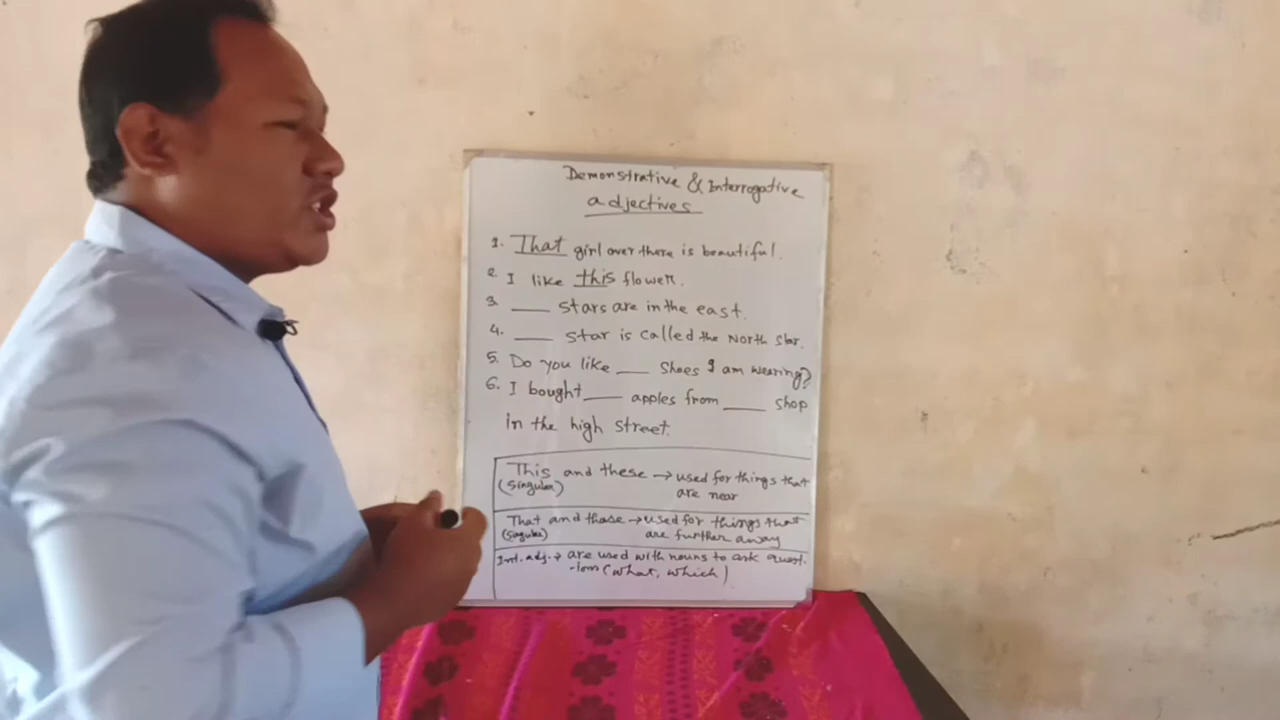 Demonstrative & Interrogative
adjectives
1. That girl over there is beautiful.
2. I like this flower.
3. ___ stars are in the east.
4. ___ star is called the North Star.
5. Do you like ___ shoes I am wearing?
6. I bought ___ apples from ___ shop
in the high street.
This and these → used for things that
(Singular) are near
That and those → used for things that
(Singular) are further away
Int. adj. → are used with nouns to ask quest-
-ions (what, which)